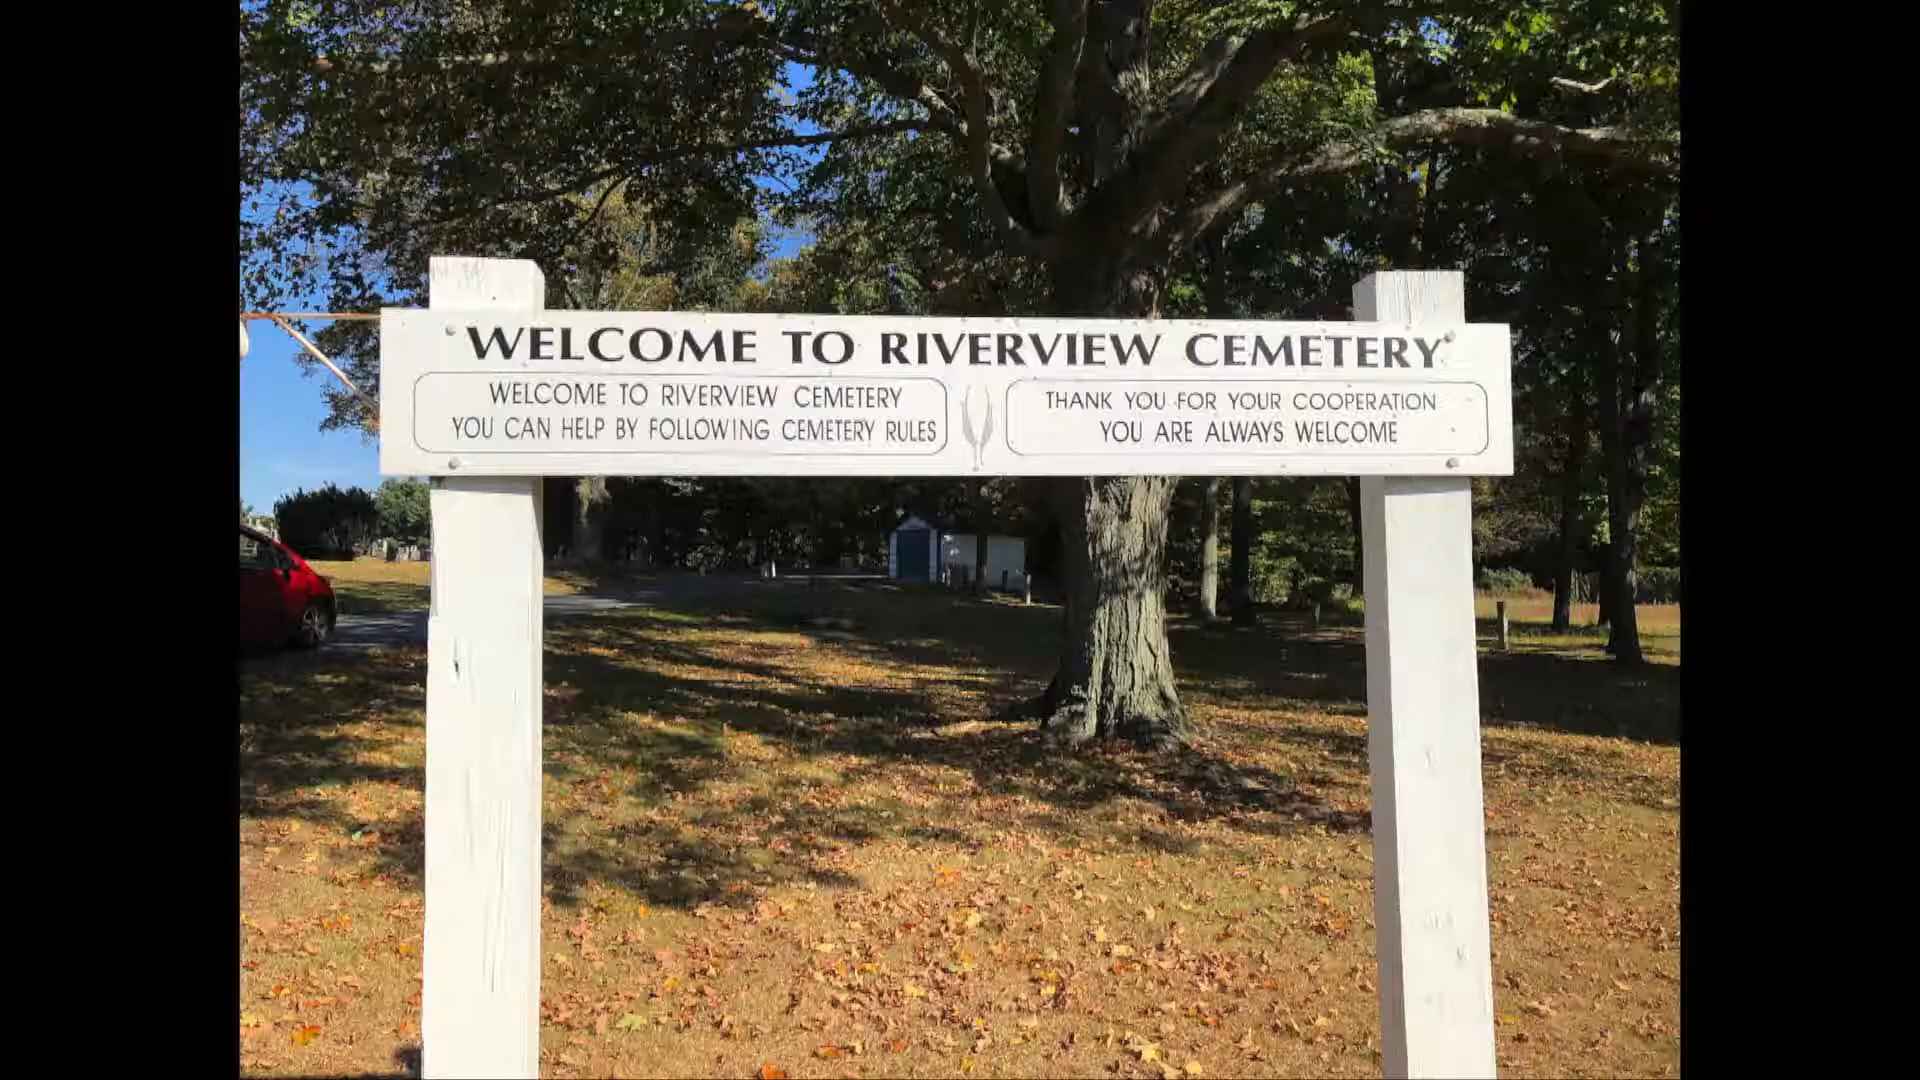 WELCOME TO RIVERVIEW CEMETERY
WELCOME TO RIVERVIEW CEMETERY
YOU CAN HELP BY FOLLOWING CEMETERY RULES
THANK YOU FOR YOUR COOPERATION
YOU ARE ALWAYS WELCOME